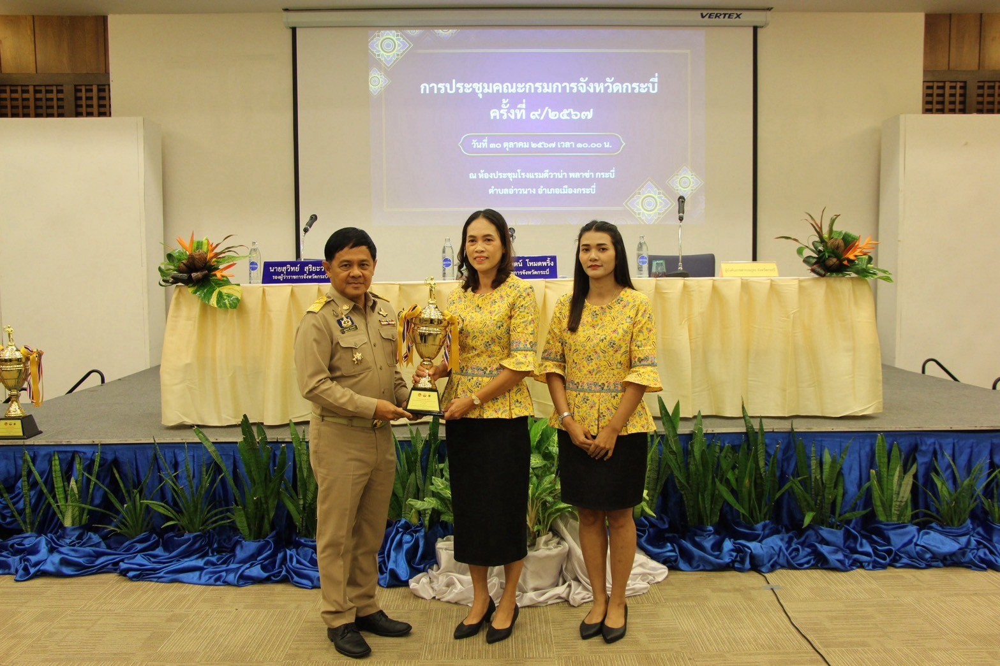 VERTEX
การประชุมคณะกรมการจังหวัดกระบี่
ครั้งที่ ๙/๒๕๖๗
วันที่ ๓๐ ตุลาคม ๒๕๖๗ เวลา ๑๐.๐๐ น.
ณ ห้องประชุมโรงแรมดีวาน่า พลาซ่า กระบี่
ตำบลอ่าวนาง อำเภอเมืองกระบี่
นายสุวิทย์ สุริยะว
รองผู้ว่าราชการจังหวัดกระบี่
ตน์ โหมดพริ้ง
การจังหวัดกระบี่